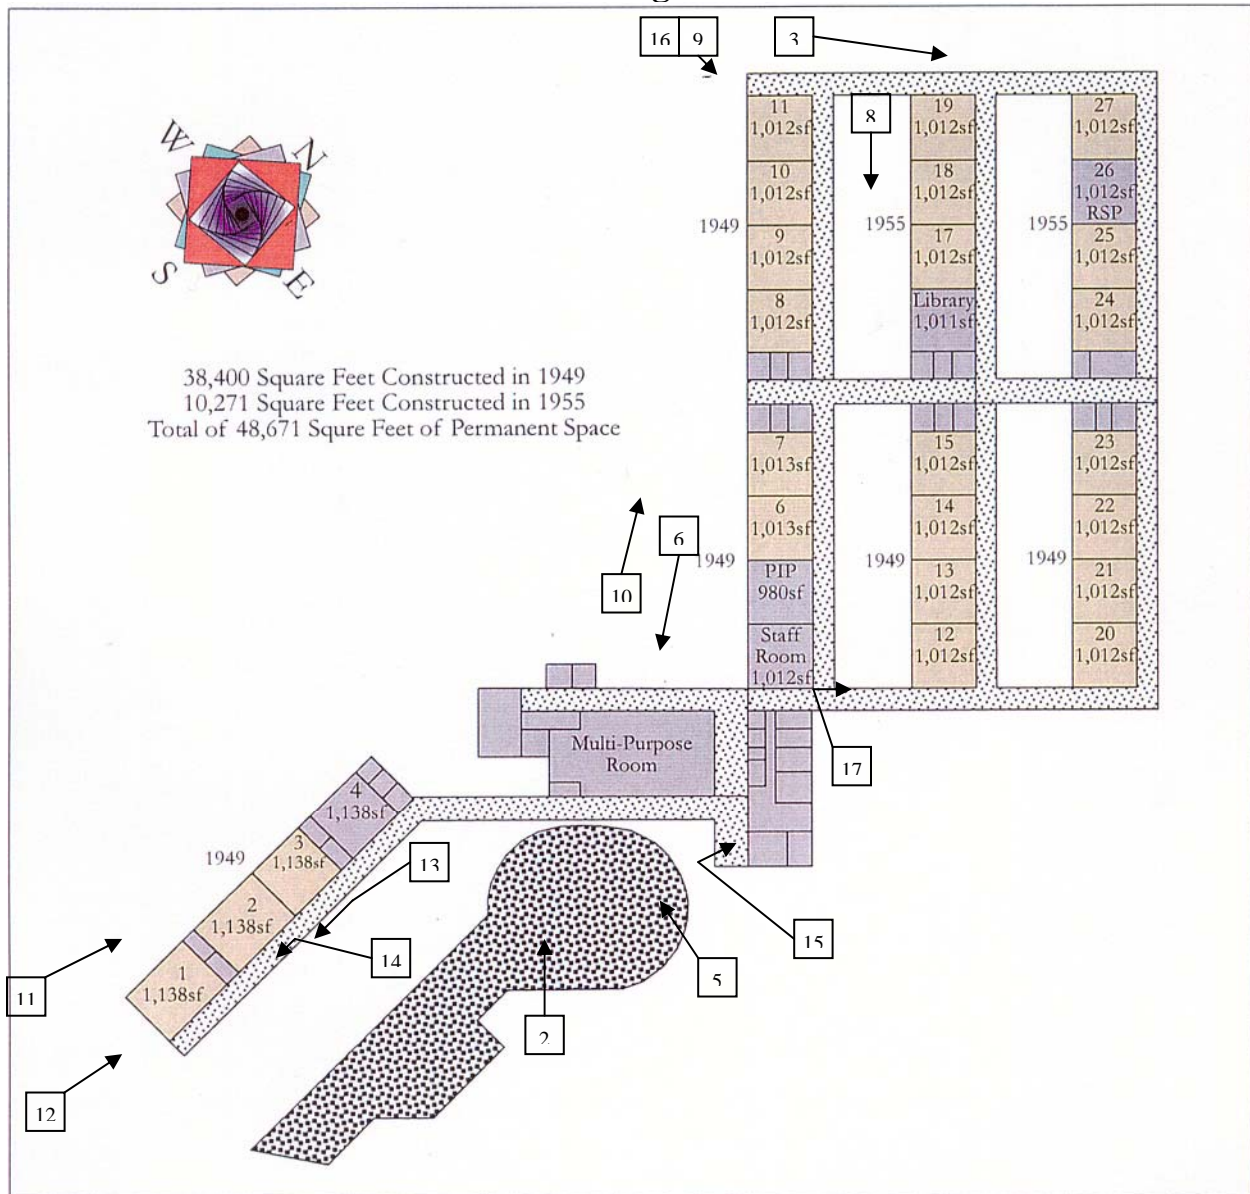 16
9
3
W
N
S
E
38,400 Square Feet Constructed in 1949
10,271 Square Feet Constructed in 1955
Total of 48,671 Squre Feet of Permanent Space
11
1,012sf
10
1,012sf
9
1,012sf
8
1,012sf
1949
8
1955
19
1,012sf
18
1,012sf
17
1,012sf
Library
1,011sf
1955
27
1,012sf
26
1,012sf
RSP
25
1,012sf
24
1,012sf
7
1,013sf
6
1,013sf
PIP
980sf
Staff
Room
1,012sf
1949
6
10
1949
15
1,012sf
14
1,012sf
13
1,012sf
12
1,012sf
1949
23
1,012sf
22
1,012sf
21
1,012sf
20
1,012sf
Multi-Purpose
Room
17
4
1,138sf
3
1,138sf
2
1,138sf
1
1,138sf
1949
13
14
15
5
2
11
12